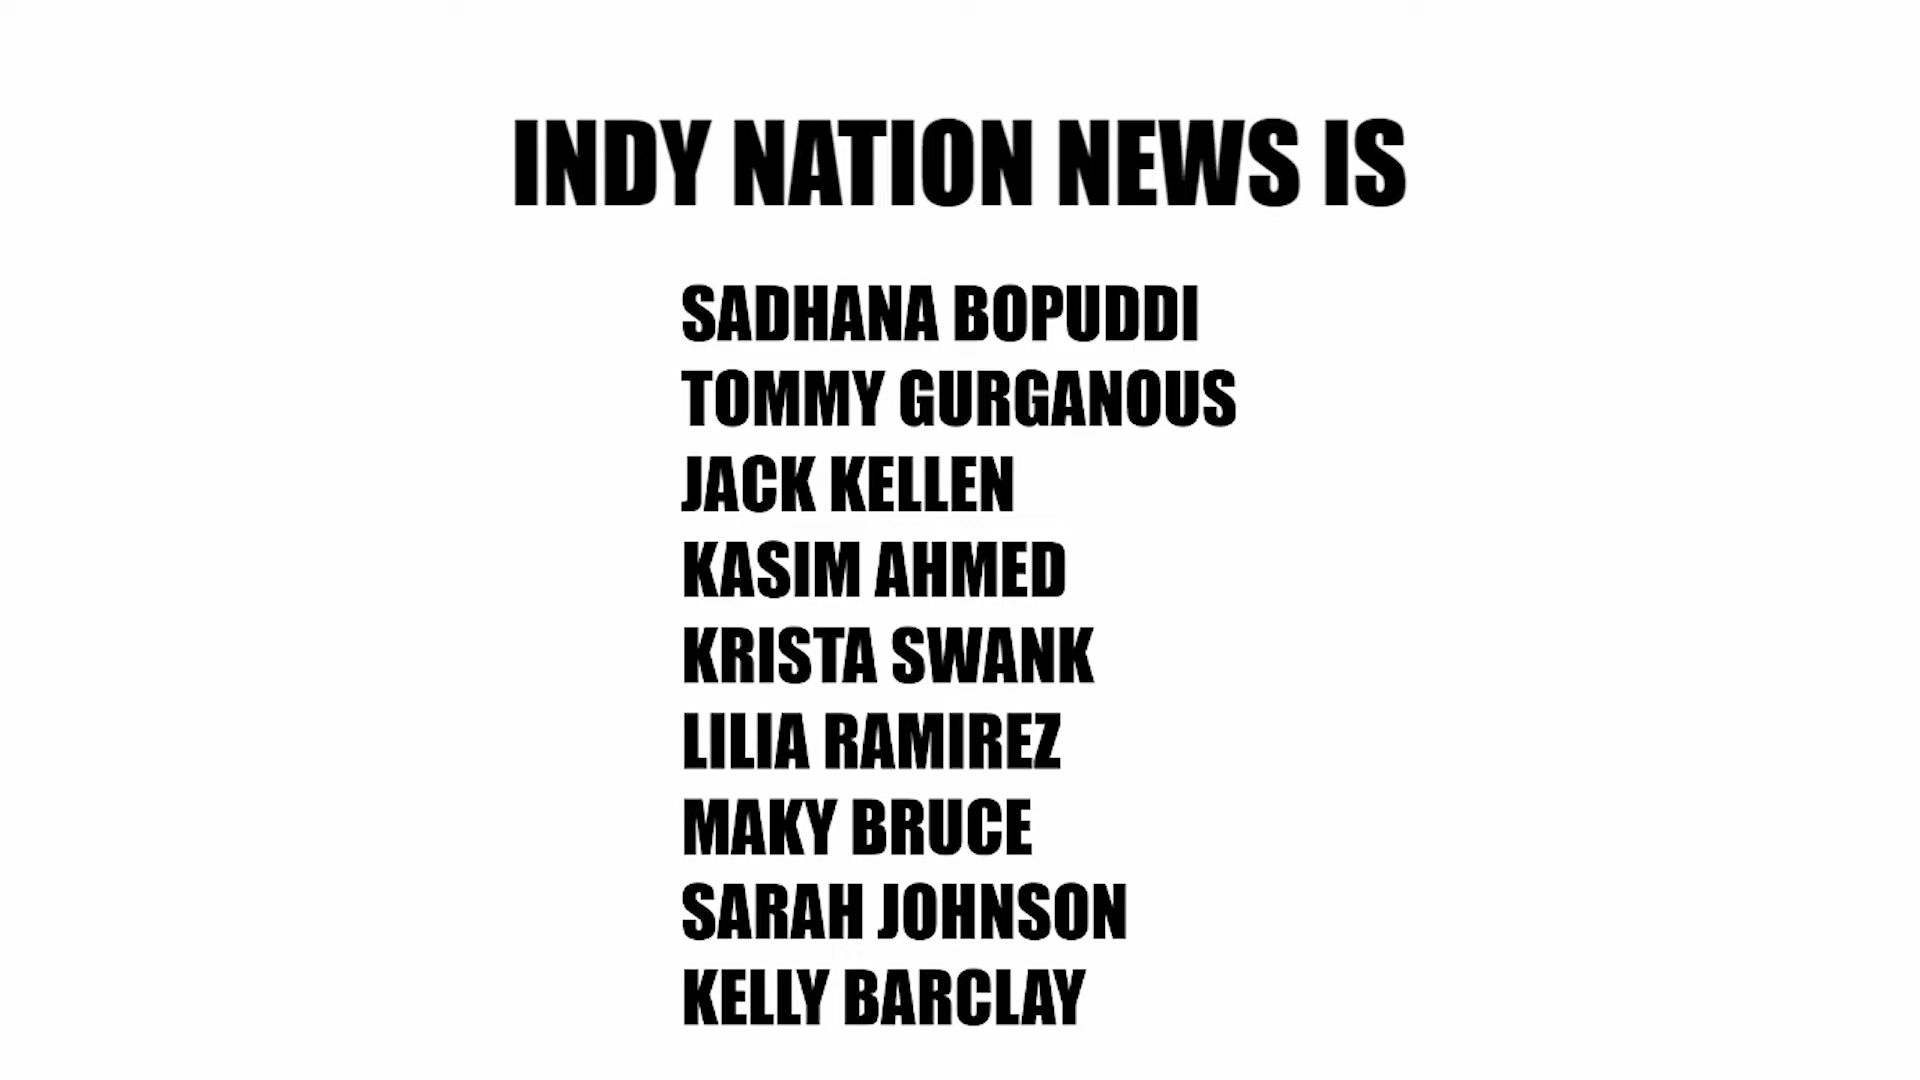 INDY NATION NEWS IS
SADHANA BOPUDDI
TOMMY GURGANOUS
JACK KELLEN
KASIM AHMED
KRISTA SWANK
LILIA RAMIREZ
MAKY BRUCE
SARAH JOHNSON
KELLY BARCLAY